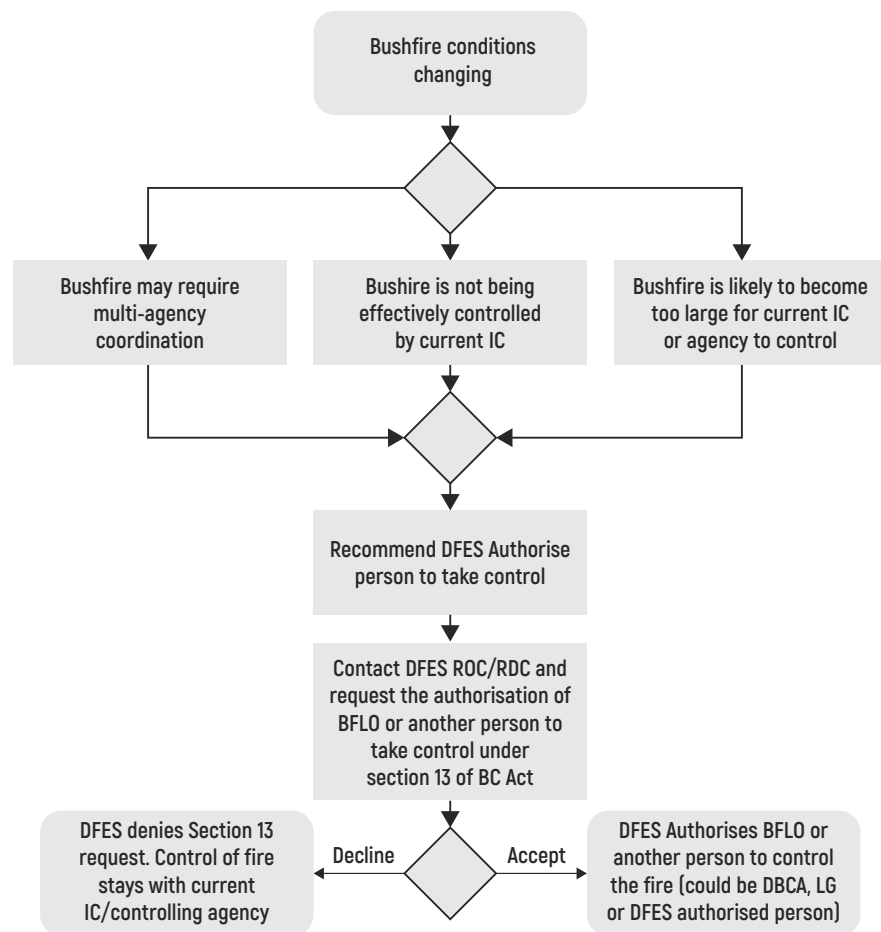 Bushfire conditions
changing
Bushfire may require
multi-agency
coordination
Bushire is not being
effectively controlled
by current IC
Bushfire is likely to become
too large for current IC
or agency to control
Recommend DFES Authorise
person to take control
Contact DFES ROC/RDC and
request the authorisation of
BFLO or another person to
take control under
section 13 of BC Act
DFES denies Section 13
request. Control of fire
stays with current
IC/controlling agency
Decline
Accept
DFES Authorises BFLO or
another person to control
the fire (could be DBCA, LG
or DFES authorised person)